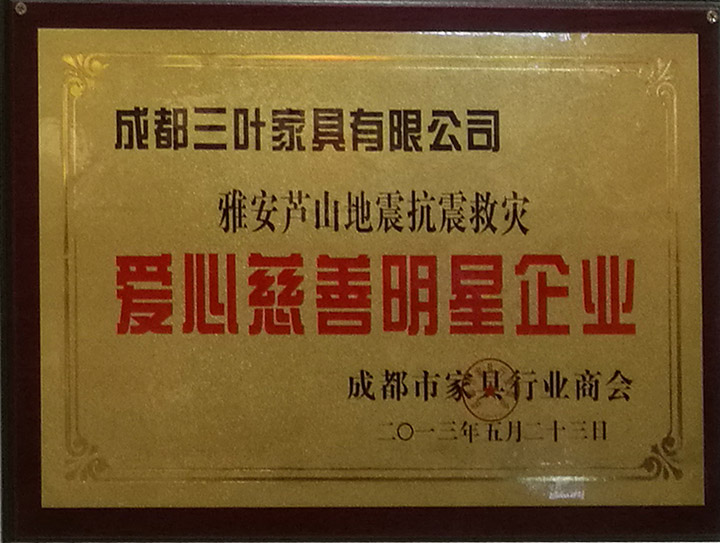 成都三叶家具有限公司
雅安芦山地震抗震救灾
爱心慈善明星企业
成都市家具行业商会
二〇一三年五月二十三日